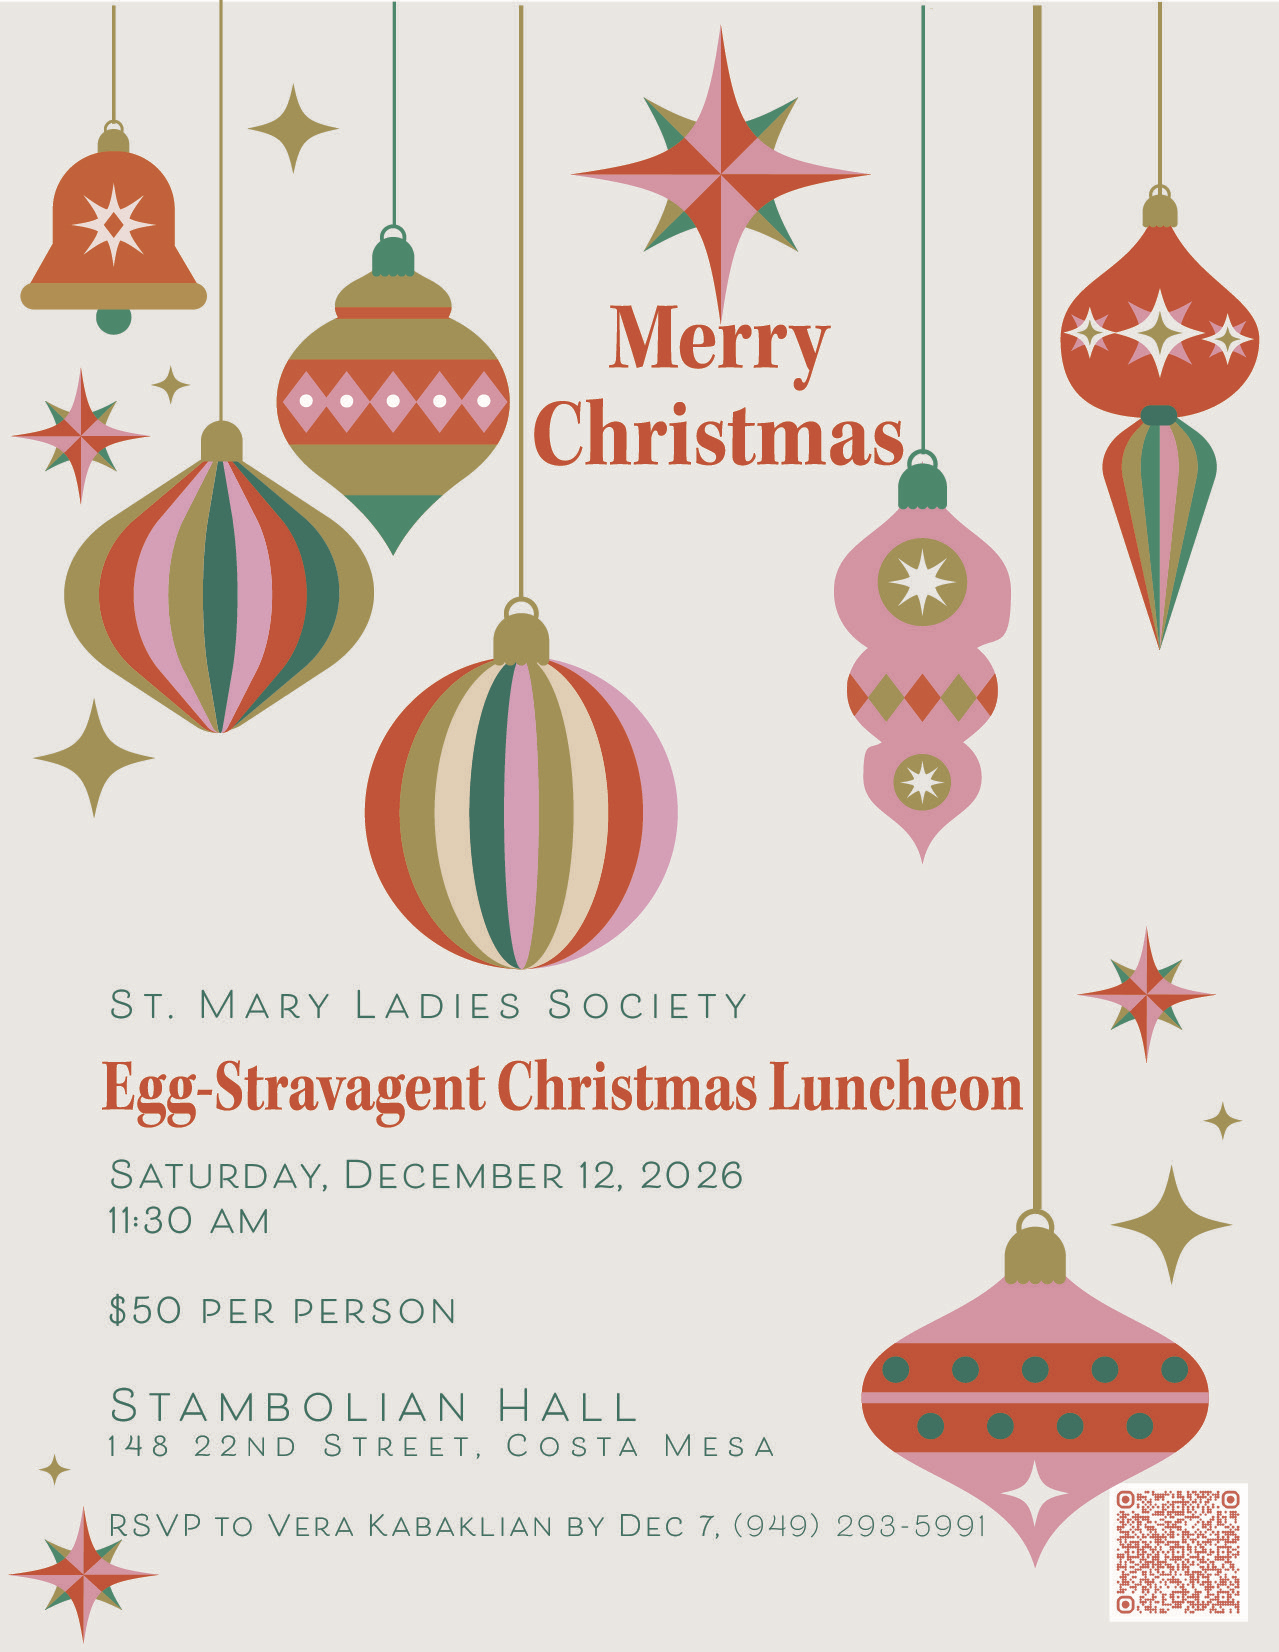 Merry
Christmas
St. Mary Ladies Society
Egg-Stravagent Christmas Luncheon
Saturday, December 12, 2026
11:30 AM
$50 per person
Stambolian Hall
148 22nd Street, Costa Mesa
RSVP to Vera Kabaklian by Dec 7, (949) 293-5991